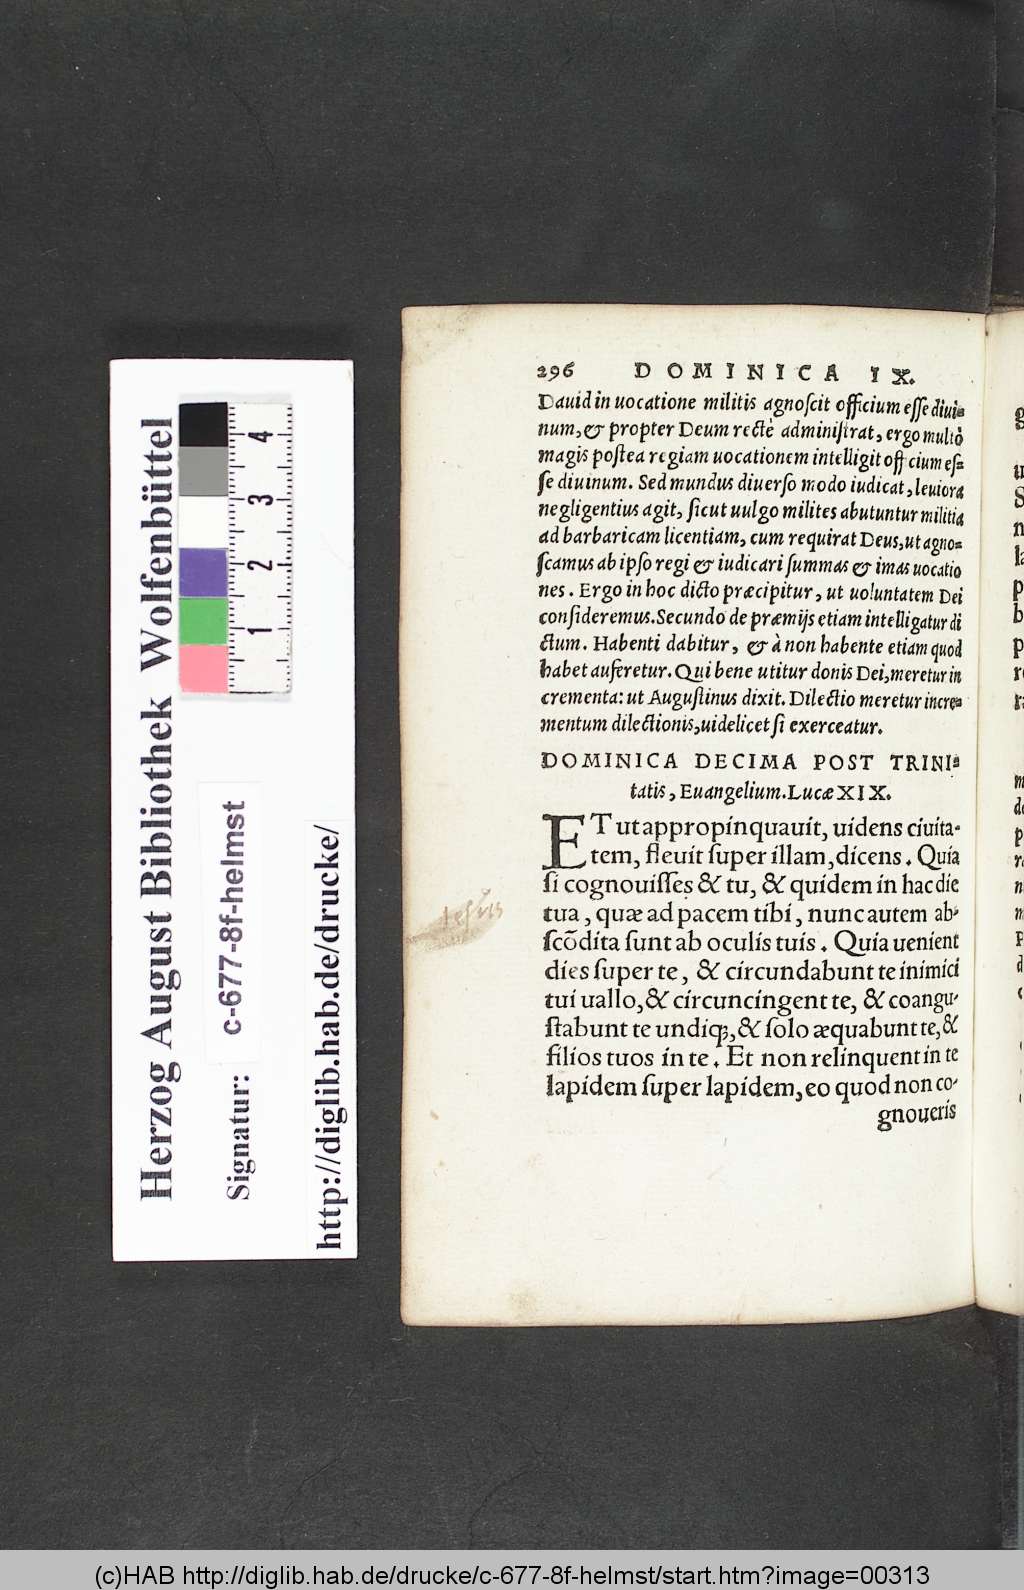 296 DOMINICA IX.
Dauid in uocatione militis agnoſcit officium eſſe diui⸗
num, & propter Deum rectè adminiſtrat, ergo multò
magis poſtea regiam uocationem intelligit off cium eſ⸗
ſe diuinum. Sed mundus diuerſo modo iudicat, leuiora
negligentius agit, ſicut uulgo milites abutuntur militia
ad barbaricam licentiam, cum requirat Deus, ut agno⸗
ſcamus ab ipſo regi & iudicari ſummas & imas uocatio
nes. Ergo in hoc dicto præcipitur, ut uoluntatem Dei
conſideremus. Secundo de præmijs etiam intelligatur di
ctum. Habenti dabitur, & à non habente etiam quod
habet auferetur. Qui bene utitur donis Dei, meretur in
crementa: ut Auguſtinus dixit. Dilectio meretur incre⸗
mentum dilectionis, uidelicet ſi exerceatur.
DOMINICA DECIMA POST TRINI⸗
tatis, Euangelium. Lucæ XIX.
ET ut appropinquauit, uidens ciuita-
tem, fleuit ſuper illam, dicens. Quia
ſi cognouiſſes & tu, & quidem in hac die
tua, quæ ad pacem tibi, nunc autem ab-
ſcõdita ſunt ab oculis tuis. Quia uenient
dies ſuper te, & circundabunt te inimici
tui uallo, & circuncingent te, & coangu-
ſtabunt te undiq;, & ſolo æquabunt te, &
filios tuos in te. Et non relinquent in te
lapidem ſuper lapidem, eo quod non co-
gnoueris
Herzog August Bibliothek Wolfenbüttel
Signatur: c-677-8f-helmst
http://diglib.hab.de/drucke/
1 2 3 4
(c)HAB http://diglib.hab.de/drucke/c-677-8f-helmst/start.htm?image=00313